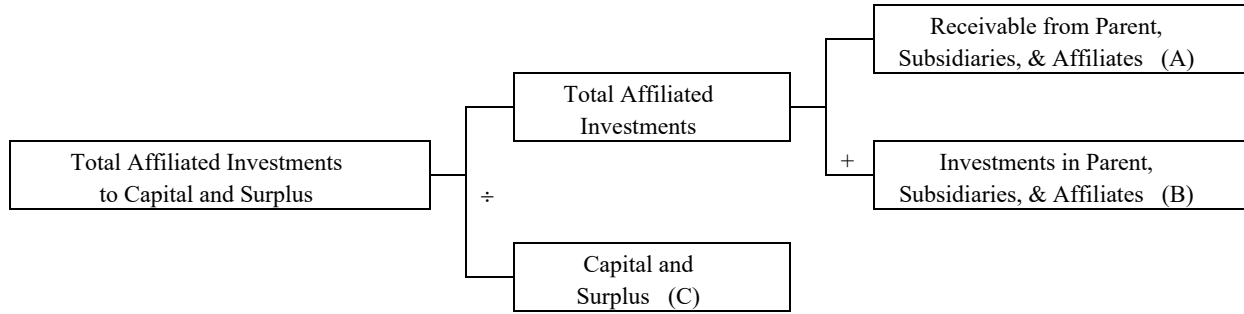 Receivable from Parent,
Subsidiaries, & Affiliates (A)
Total Affiliated
Investments
Total Affiliated Investments
to Capital and Surplus
+
Investments in Parent,
Subsidiaries, & Affiliates (B)
÷
Capital and
Surplus (C)